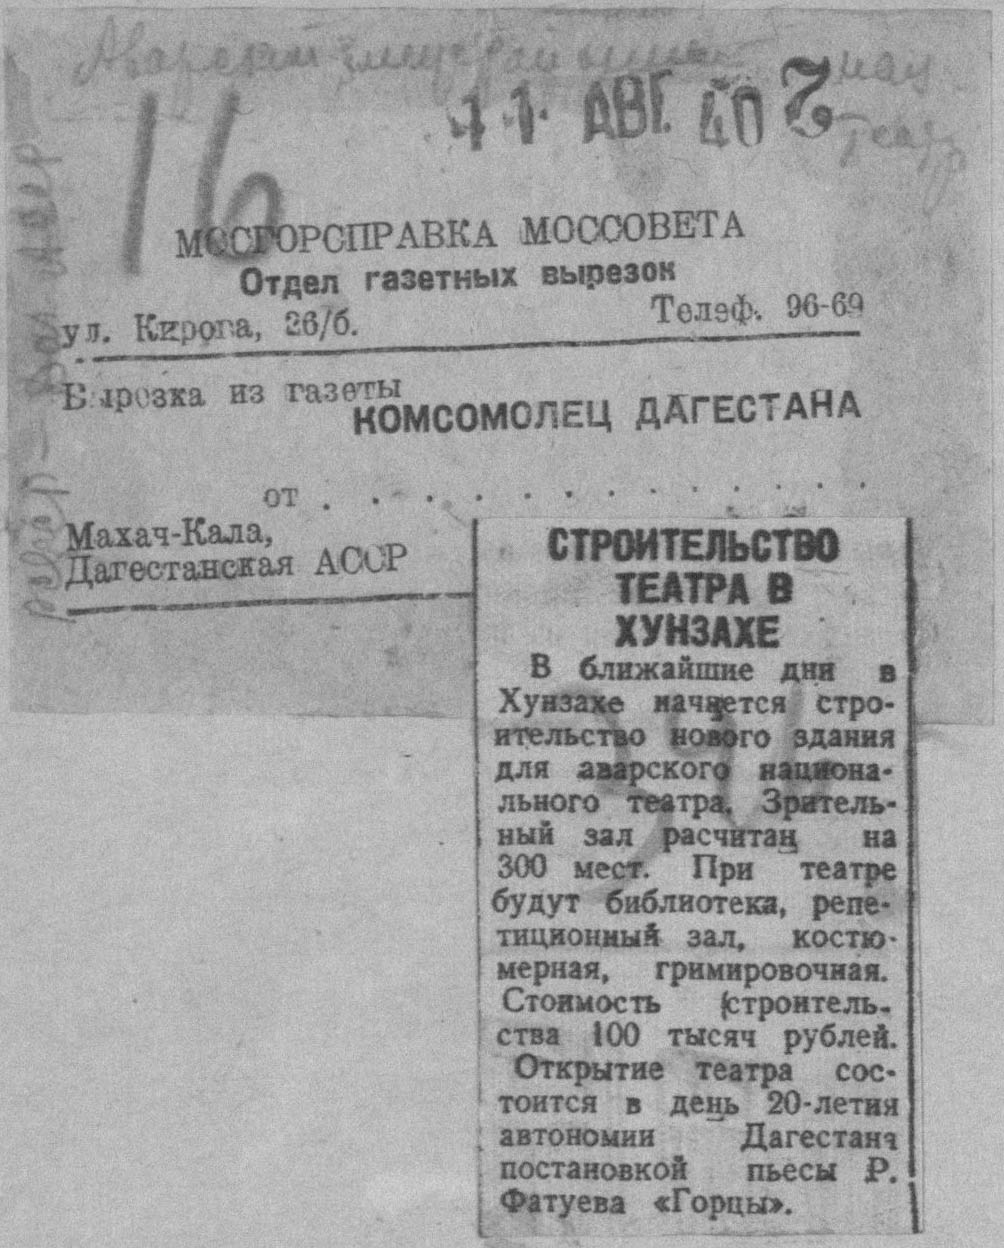 Аварский
11 АВГ 40 2
театр
16
МОСГОРСПРАВКА МОССОВЕТА
Отдел газетных вырезок
ул. Кирова, 26/б. Телеф. 96-69
Вырезка из газеты
КОМСОМОЛЕЦ ДАГЕСТАНА
от . . . . . . . . . . . . .
Махач-Кала,
Дагестанская АССР
СТРОИТЕЛЬСТВО
ТЕАТРА В
ХУНЗАХЕ
В ближайшие дни в
Хунзахе начнется стро-
ительство нового здания
для аварского национа-
льного театра. Зритель-
ный зал расчитан на
300 мест. При театре
будут библиотека, репе-
тиционный зал, костю-
мерная, гримировочная.
Стоимость строитель-
ства 100 тысяч рублей.
Открытие театра сос-
тоится в день 20-летия
автономии Дагестана
постановкой пьесы Р.
Фатуева «Горцы».